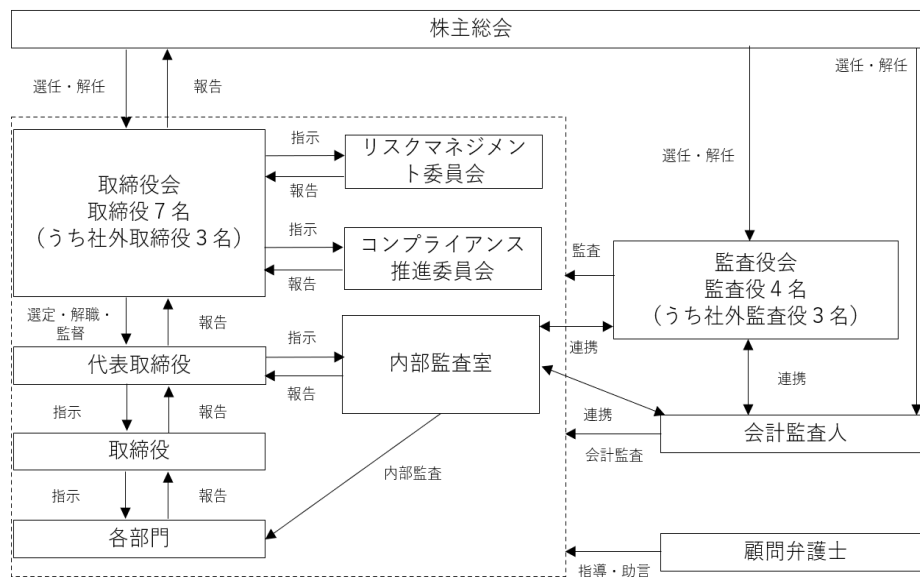 株主総会
選任・解任
報告
選任・解任
選任・解任
取締役会
取締役７名
（うち社外取締役３名）
指示
報告
リスクマネジメン
ト委員会
指示
報告
コンプライアンス
推進委員会
監査
監査役会
監査役４名
（うち社外監査役３名）
選定・解職・
監督
報告
代表取締役
指示
報告
内部監査室
連携
連携
指示
報告
取締役
連携
会計監査
会計監査人
指示
報告
内部監査
各部門
指導・助言
顧問弁護士